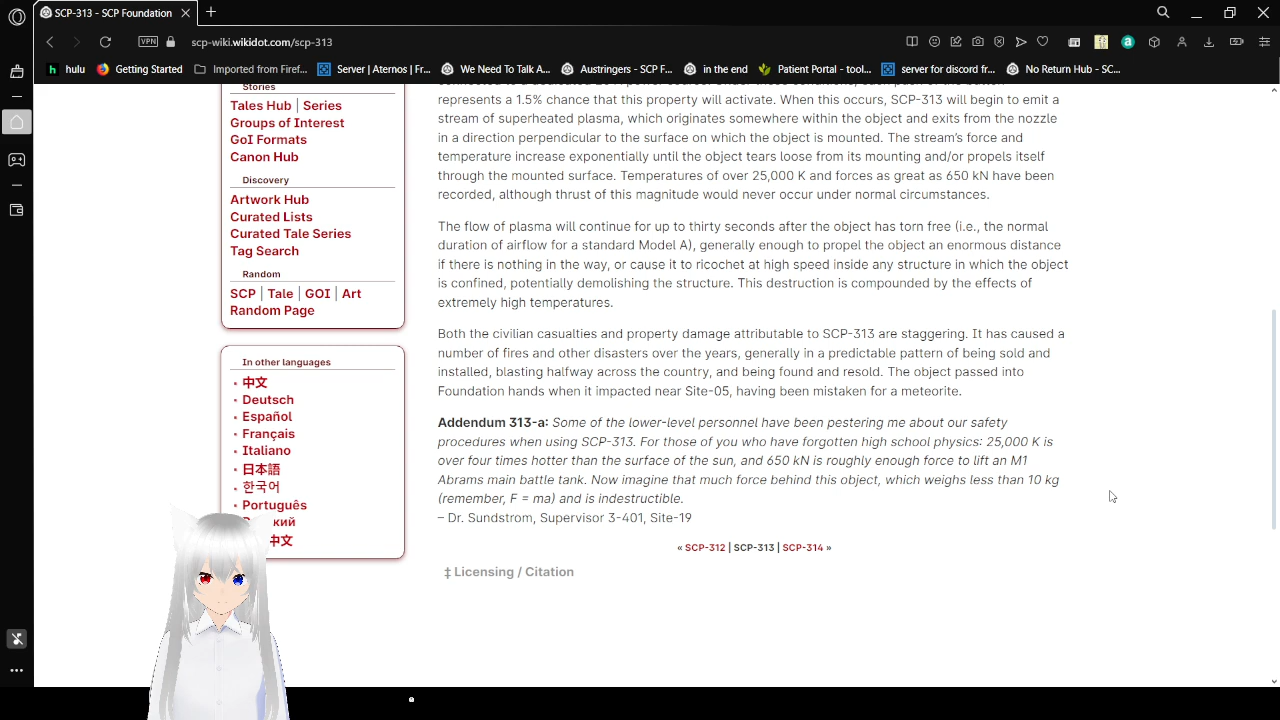 SCP-313 - SCP Foundation
VPN
scp-wiki.wikidot.com/scp-313
hulu
Getting Started
Imported from Firef...
Server | Aternos | Fr...
We Need To Talk A...
Austringers - SCP F...
in the end
Patient Portal - tool...
server for discord fr...
No Return Hub - SC...
Stories
Tales Hub | Series
Groups of Interest
GoI Formats
Canon Hub
Discovery
Artwork Hub
Curated Lists
Curated Tale Series
Tag Search
Random
SCP | Tale | GOI | Art
Random Page
In other languages
中文
Deutsch
Español
Français
Italiano
日本語
한국어
Português
кий
中文
represents a 1.5% chance that this property will activate. When this occurs, SCP-313 will begin to emit a
stream of superheated plasma, which originates somewhere within the object and exits from the nozzle
in a direction perpendicular to the surface on which the object is mounted. The stream's force and
temperature increase exponentially until the object tears loose from its mounting and/or propels itself
through the mounted surface. Temperatures of over 25,000 K and forces as great as 650 kN have been
recorded, although thrust of this magnitude would never occur under normal circumstances.
The flow of plasma will continue for up to thirty seconds after the object has torn free (i.e., the normal
duration of airflow for a standard Model A), generally enough to propel the object an enormous distance
if there is nothing in the way, or cause it to ricochet at high speed inside any structure in which the object
is confined, potentially demolishing the structure. This destruction is compounded by the effects of
extremely high temperatures.
Both the civilian casualties and property damage attributable to SCP-313 are staggering. It has caused a
number of fires and other disasters over the years, generally in a predictable pattern of being sold and
installed, blasting halfway across the country, and being found and resold. The object passed into
Foundation hands when it impacted near Site-05, having been mistaken for a meteorite.
Addendum 313-a: Some of the lower-level personnel have been pestering me about our safety
procedures when using SCP-313. For those of you who have forgotten high school physics: 25,000 K is
over four times hotter than the surface of the sun, and 650 kN is roughly enough force to lift an M1
Abrams main battle tank. Now imagine that much force behind this object, which weighs less than 10 kg
(remember, F = ma) and is indestructible.
– Dr. Sundstrom, Supervisor 3-401, Site-19
« SCP-312 | SCP-313 | SCP-314 »
‡ Licensing / Citation